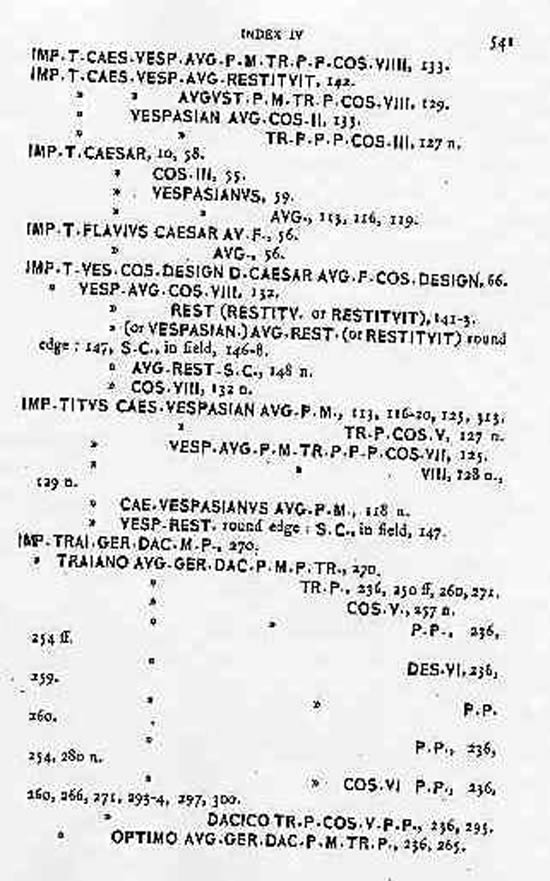 INDEX IV 541
IMP·T·CAES·VESP·AVG·P·M·TR·P·P·COS·VIIII, 133.
IMP·T·CAES·VESP·AVG·RESTITVIT, 142.
» » AVGVST·P·M·TR·P·COS·VIII, 129.
» VESPASIAN AVG·COS·II, 133.
» » TR·P·P·P·COS·III, 127 n.
IMP·T·CAESAR, 10, 58.
» COS·III, 55.
» VESPASIANVS, 59.
» » AVG., 113, 116, 119.
IMP·T·FLAVIVS CAESAR AV·F., 56.
» AVG., 56.
IMP·T·VES·COS·DESIGN D·CAESAR AVG·F·COS·DESIGN, 66.
» VESP·AVG·COS·VIII, 132.
» REST (RESTITV. or RESTITVIT), 141-3.
» (or VESPASIAN·) AVG·REST·(or RESTITVIT) round
edge : 147, S.C., in field, 146-8.
» AVG·REST·S.C., 148 n.
» COS·VIII, 132 n.
IMP·TITVS CAES·VESPASIAN AVG·P·M., 113, 116-20, 125, 313.
» TR·P·COS·V, 127 n.
» VESP·AVG·P·M·TR·P·P·P·COS·VII, 125.
» » VIII, 128 n.,
129 n.
» CAE·VESPASIANVS AVG·P·M., 118 n.
» VESP·REST· round edge : S.C., in field, 147.
IMP·TRAI·GER·DAC·M·P., 270.
» TRAIANO AVG·GER·DAC·P·M·P·TR., 270.
» TR·P., 236, 250 ff, 260, 271.
» COS·V., 257 n.
» » P·P., 236,
254 ff.
» DES·VI, 236,
259.
» » P.P.
260.
» P·P., 236,
254, 280 n.
» » COS·VI P·P., 236,
260, 266, 271, 293-4, 297, 300.
» DACICO TR·P·COS·V·P·P., 236, 295.
» OPTIMO AVG·GER·DAC·P·M·TR·P., 236, 265.